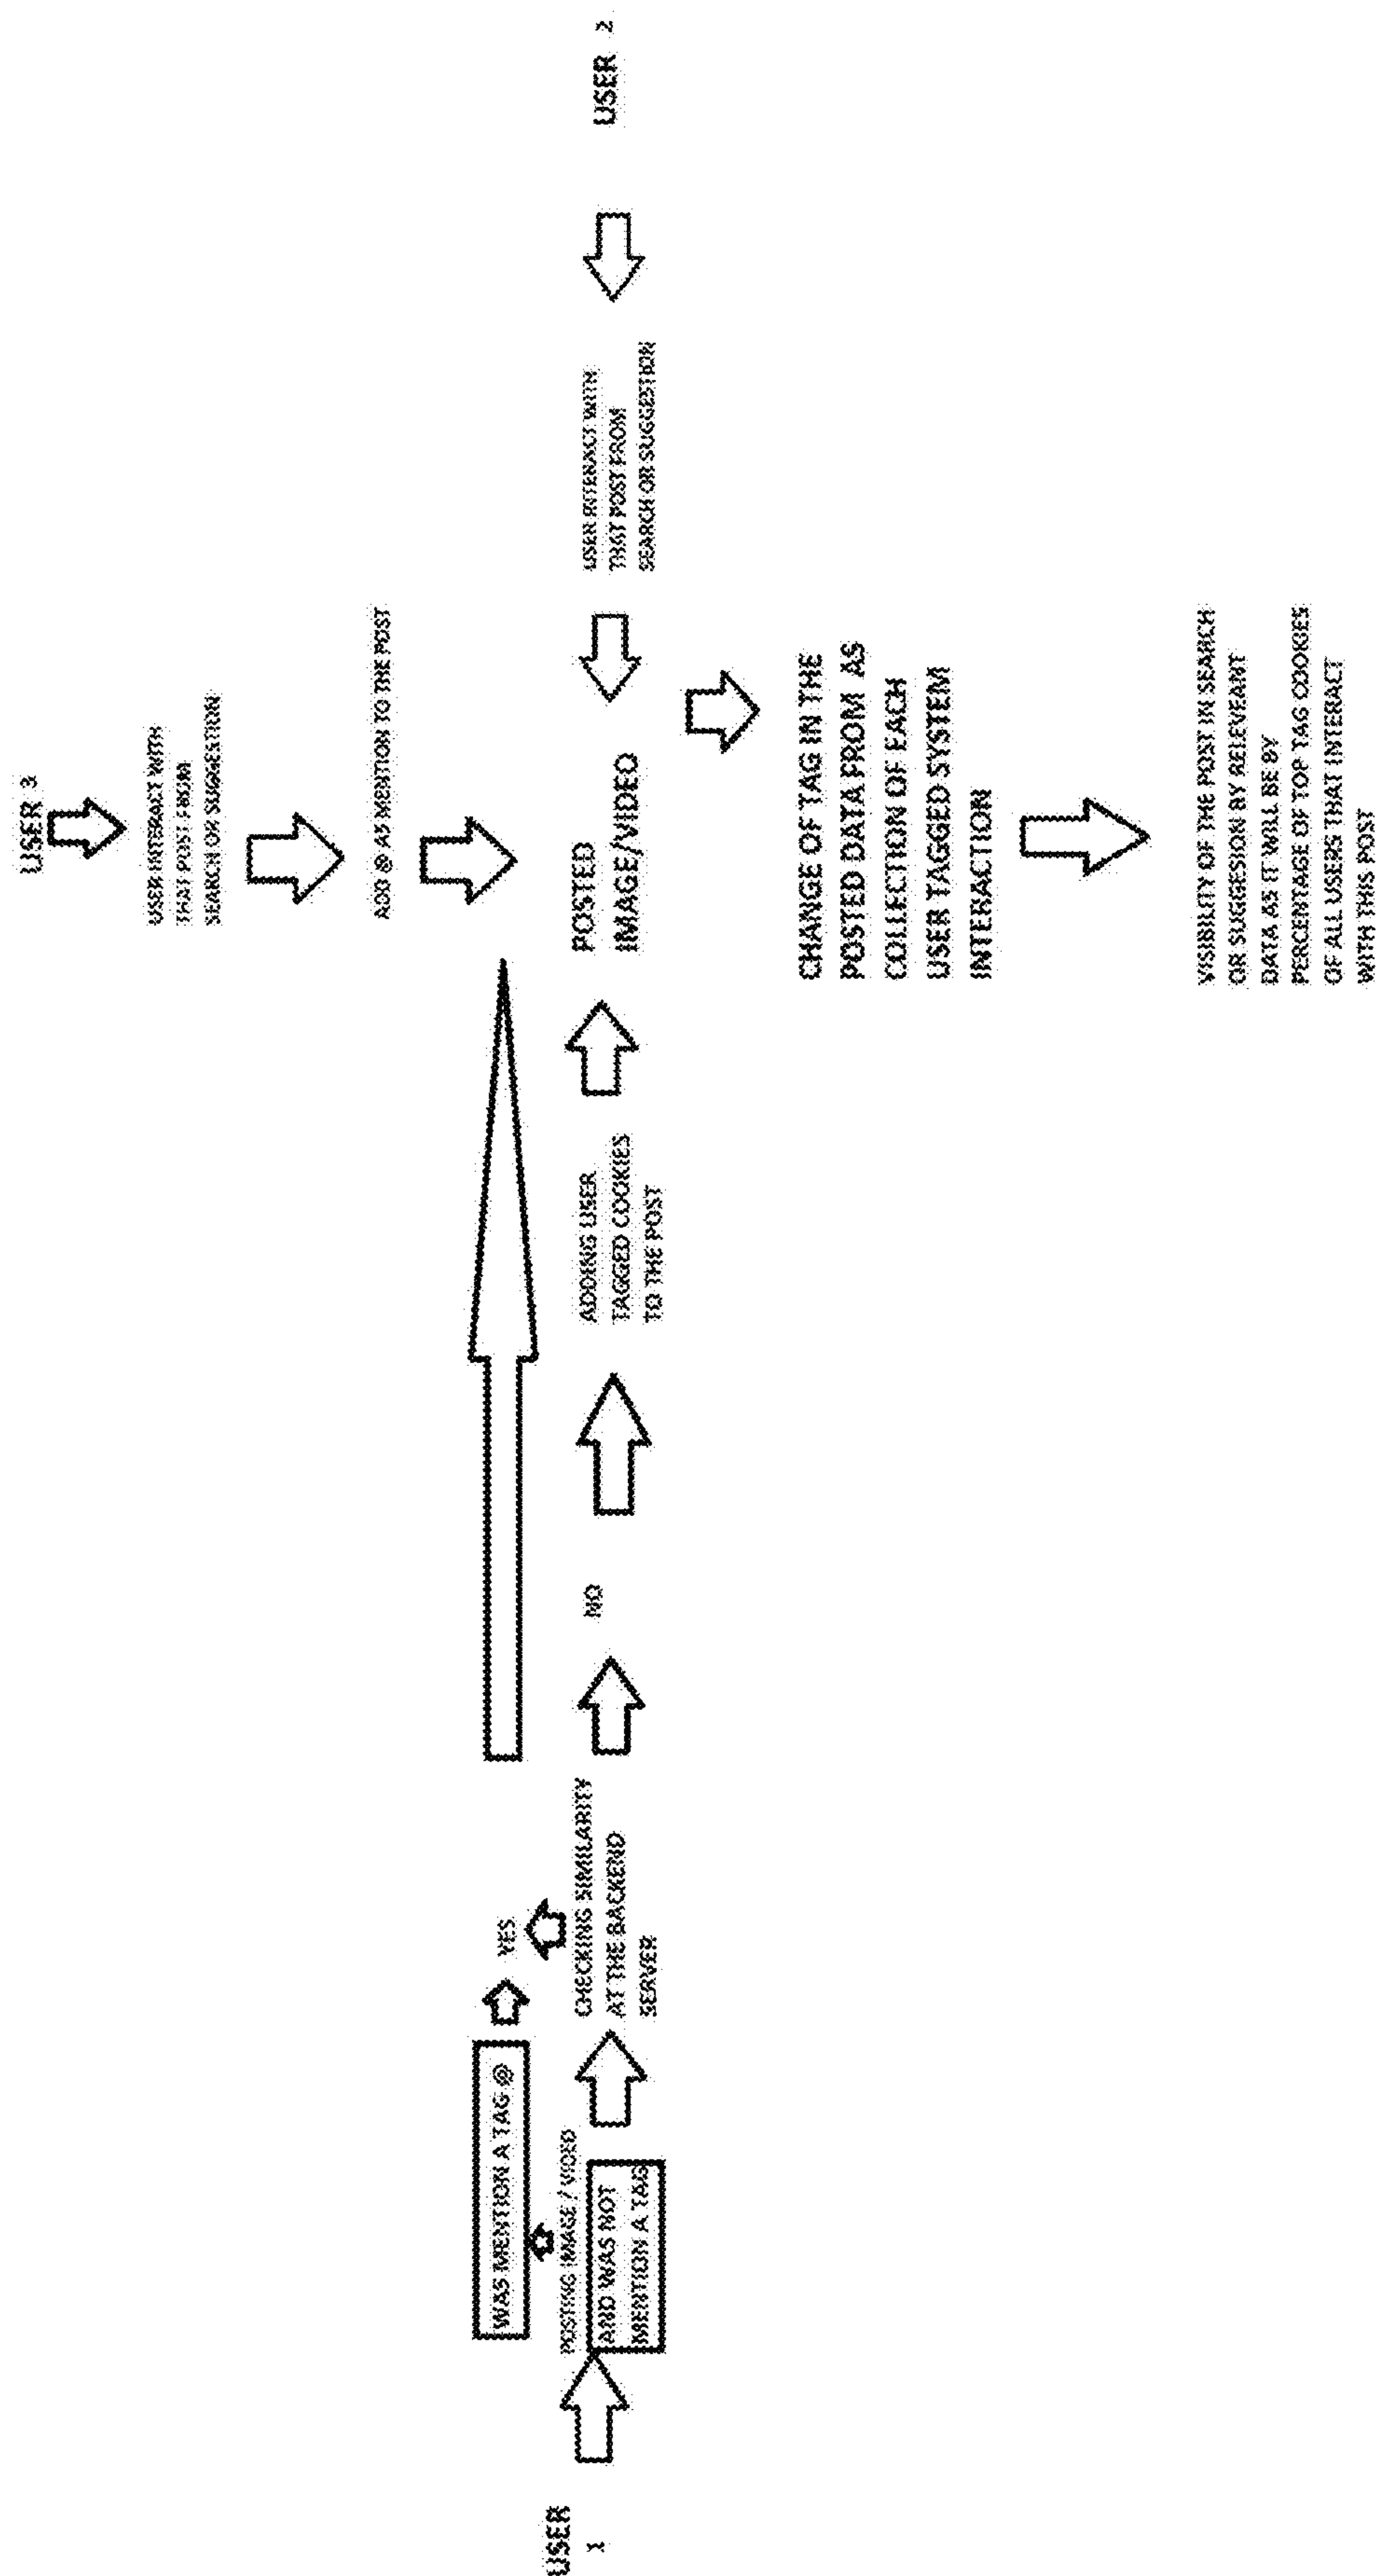 USER 3
USER INTERACT WITH
THAT POST FROM
SEARCH OR SUGGESTION
ADD @ AS MENTION TO THE POST
WAS MENTION A TAG @
YES
USER
1
POSTING IMAGE / VIDEO
AND WAS NOT
MENTION A TAG
CHECKING SIMILARITY
AT THE BACKEND
SERVER
NO
ADDING USER
TAGGED COOKIES
TO THE POST
POSTED
IMAGE/VIDEO
USER INTERACT WITH
THAT POST FROM
SEARCH OR SUGGESTION
USER 2
CHANGE OF TAG IN THE
POSTED DATA FROM AS
COLLECTION OF EACH
USER TAGGED SYSTEM
INTERACTION
VISIBILITY OF THE POST IN SEARCH
OR SUGGESION BY RELEVEANT
DATA AS IT WILL BE BY
PERCENTAGE OF TOP TAG COOKIES
OF ALL USERS THAT INTERACT
WITH THIS POST